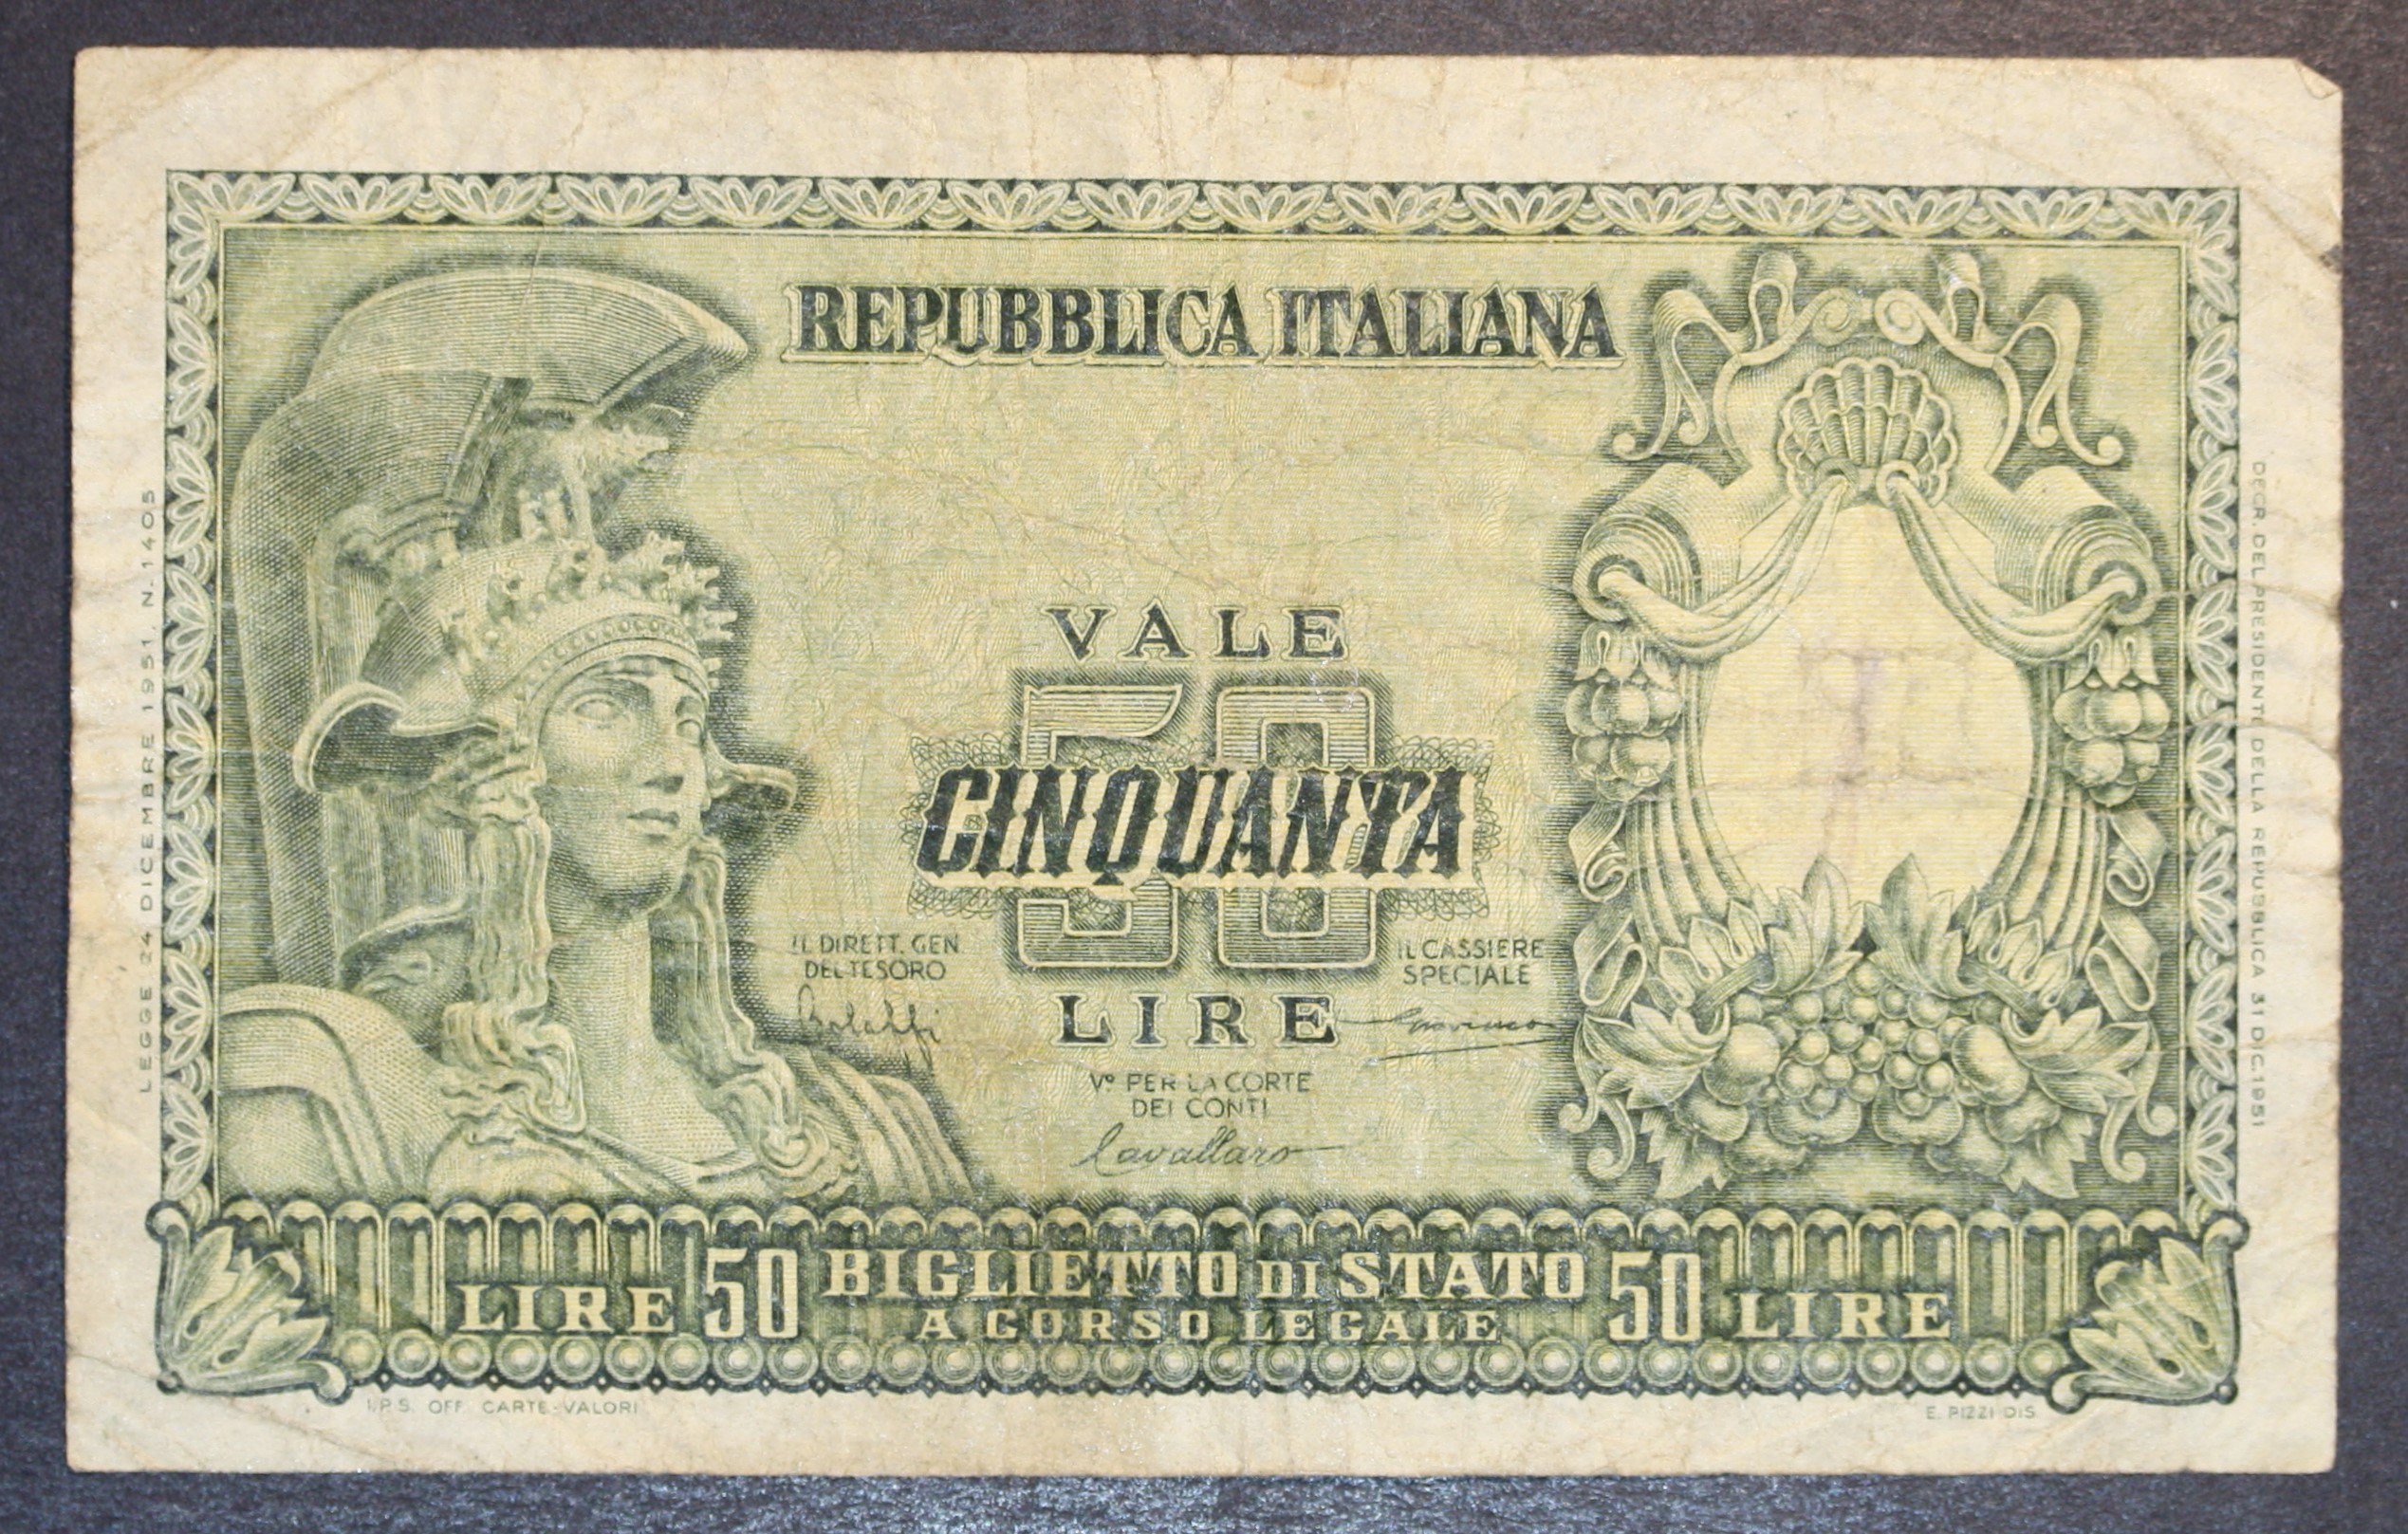 REPUBBLICA ITALIANA
LEGGE 24 DICEMBRE 1951, N. 1405
DECR. DEL PRESIDENTE DELLA REPUBBLICA 31 DIC. 1951
VALE
50
CINQUANTA
LIRE
IL DIRETT. GEN
DEL TESORO
Bolaffi
IL CASSIERE
SPECIALE
Vº PER LA CORTE
DEI CONTI
Cavallaro
LIRE 50 BIGLIETTO DI STATO 50 LIRE
A CORSO LEGALE
I.P.S. OFF. CARTE-VALORI
E. PIZZI DIS.